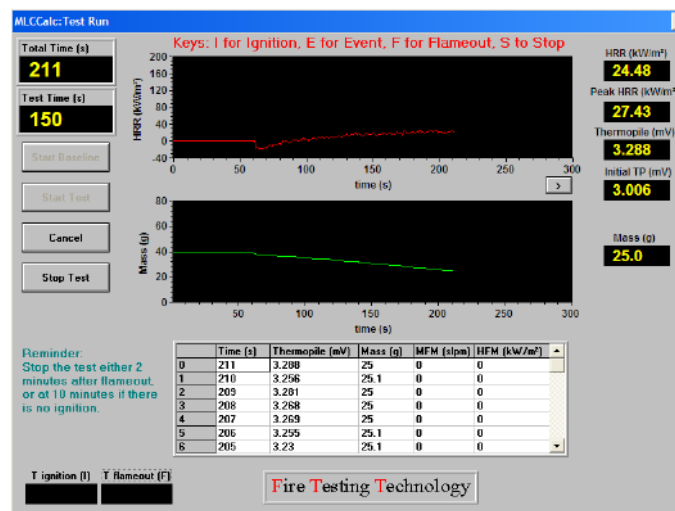 MLCCalc:Test Run
Total Time (s)
211
Test Time (s)
150
Start Baseline
Start Test
Cancel
Stop Test
Keys: I for Ignition, E for Event, F for Flameout, S to Stop
HRR (kW/m²)
200
160
120
80
40
0
-40
50 100 150 200 250 300
time (s)
>
Mass (g)
80
60
40
20
0
50 100 150 200 250 300
time (s)
HRR (kW/m²)
24.48
Peak HRR (kW/m²
27.43
Thermopile (mV)
3.288
Initial TP (mV)
3.006
Mass (g)
25.0
Reminder:
Stop the test either 2
minutes after flameout,
or at 10 minutes if there
is no ignition.
Time (s) Thermopile (mV) Mass (g) MFM (slpm) HFM (kW/m²)
0 211 3.288 25 0 0
1 210 3.256 25.1 0 0
2 209 3.281 25 0 0
3 208 3.268 25 0 0
4 207 3.269 25 0 0
5 206 3.255 25.1 0 0
6 205 3.23 25.1 0 0
T ignition (I) T flameout (F)
Fire Testing Technology